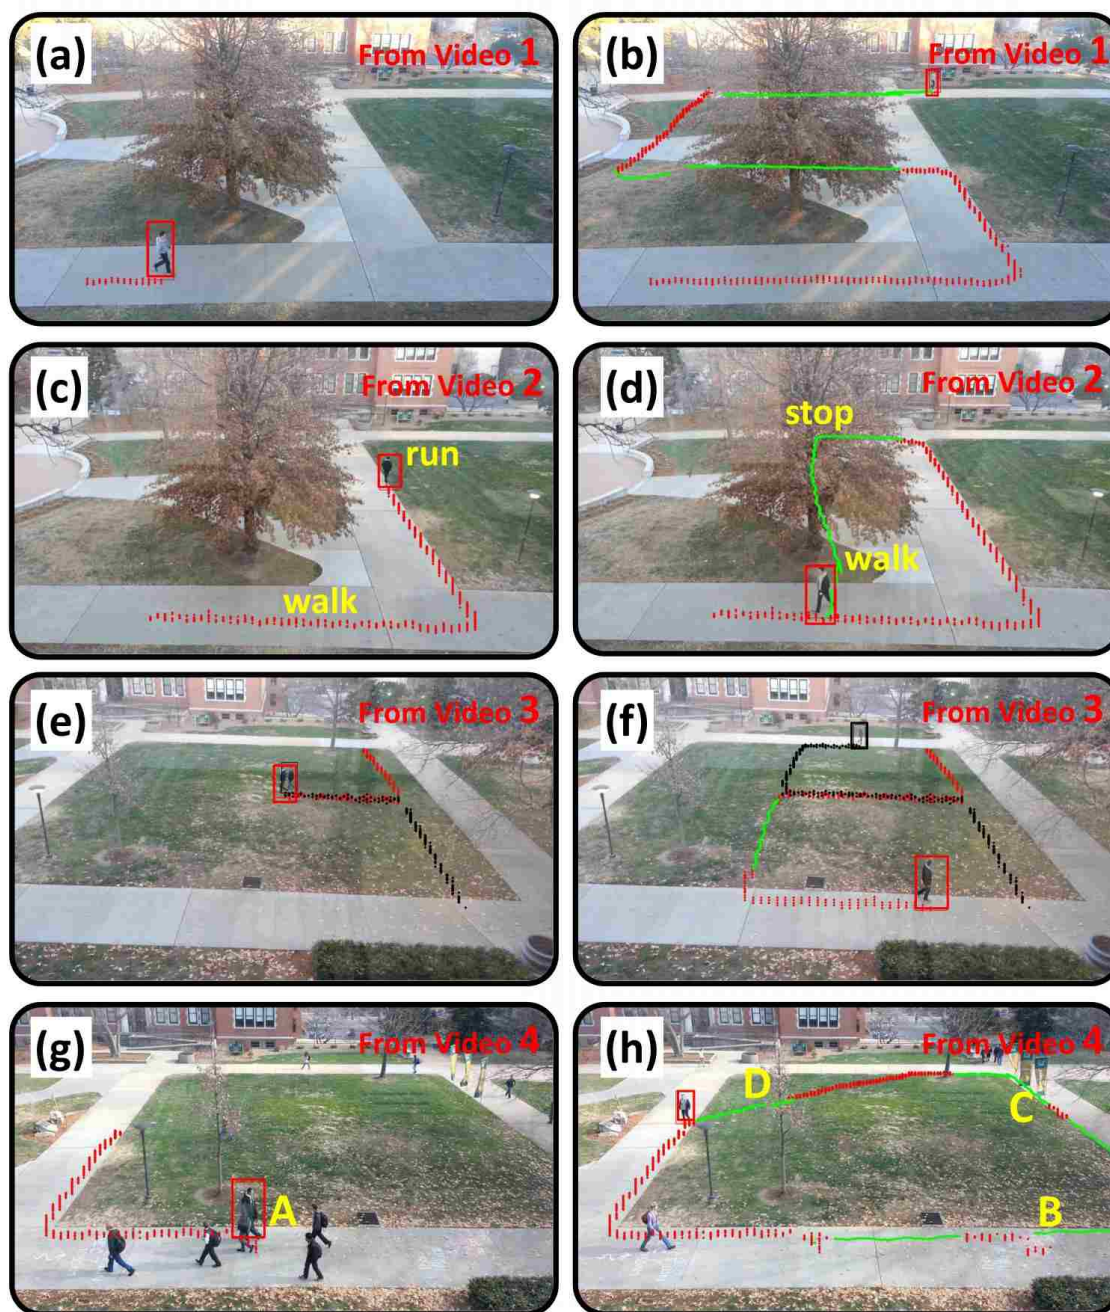 (a) From Video 1
(b) From Video 1
(c) From Video 2
run
walk
(d) From Video 2
stop
walk
(e) From Video 3
(f) From Video 3
(g) From Video 4
A
(h) From Video 4
D
C
B